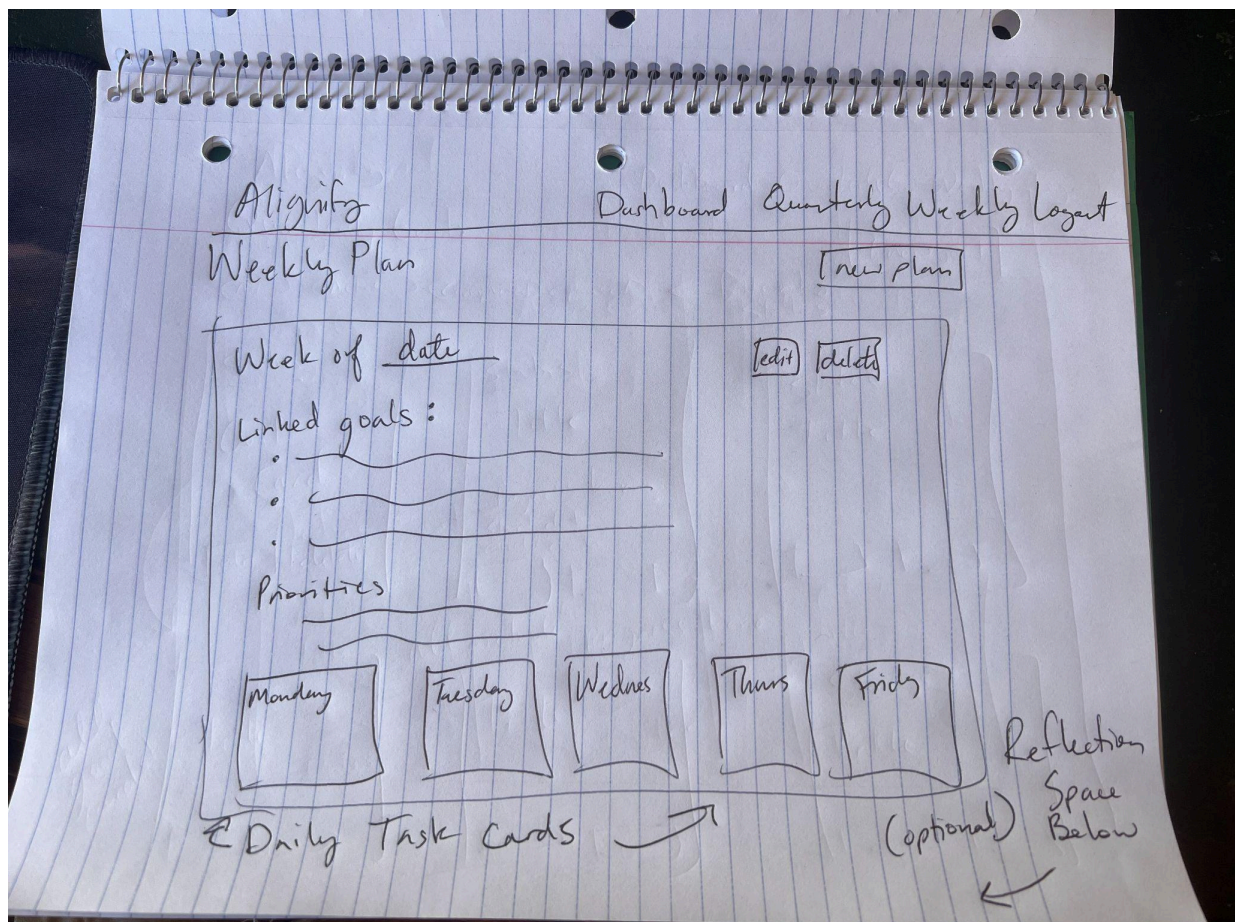 Alignify Dashboard Quarterly Weekly Logout
Weekly Plan new plan
Week of date edit delete
Linked goals:
Priorities
Monday Tuesday Wednes Thurs Friday
Daily Task Cards
Reflection
Space
(optional) Below